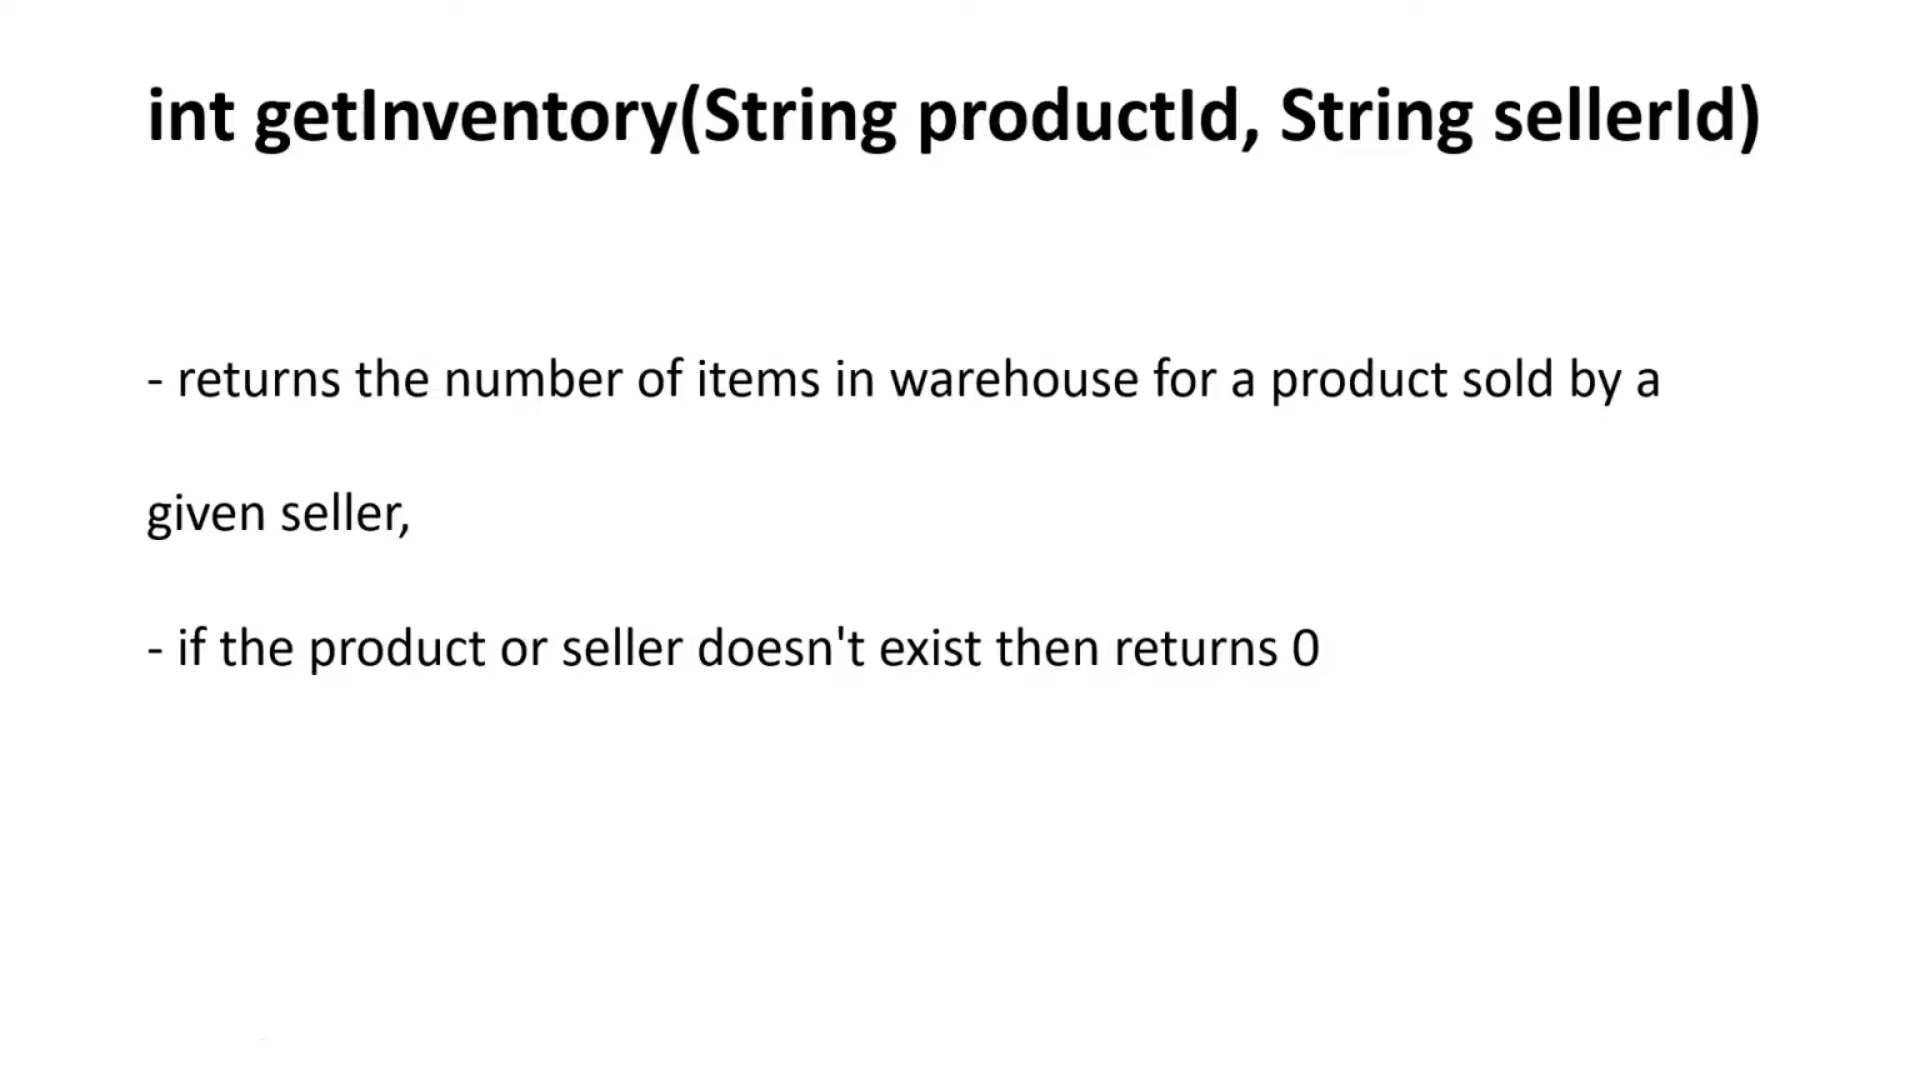 int getInventory(String productId, String sellerId)
- returns the number of items in warehouse for a product sold by a
given seller,
- if the product or seller doesn't exist then returns 0